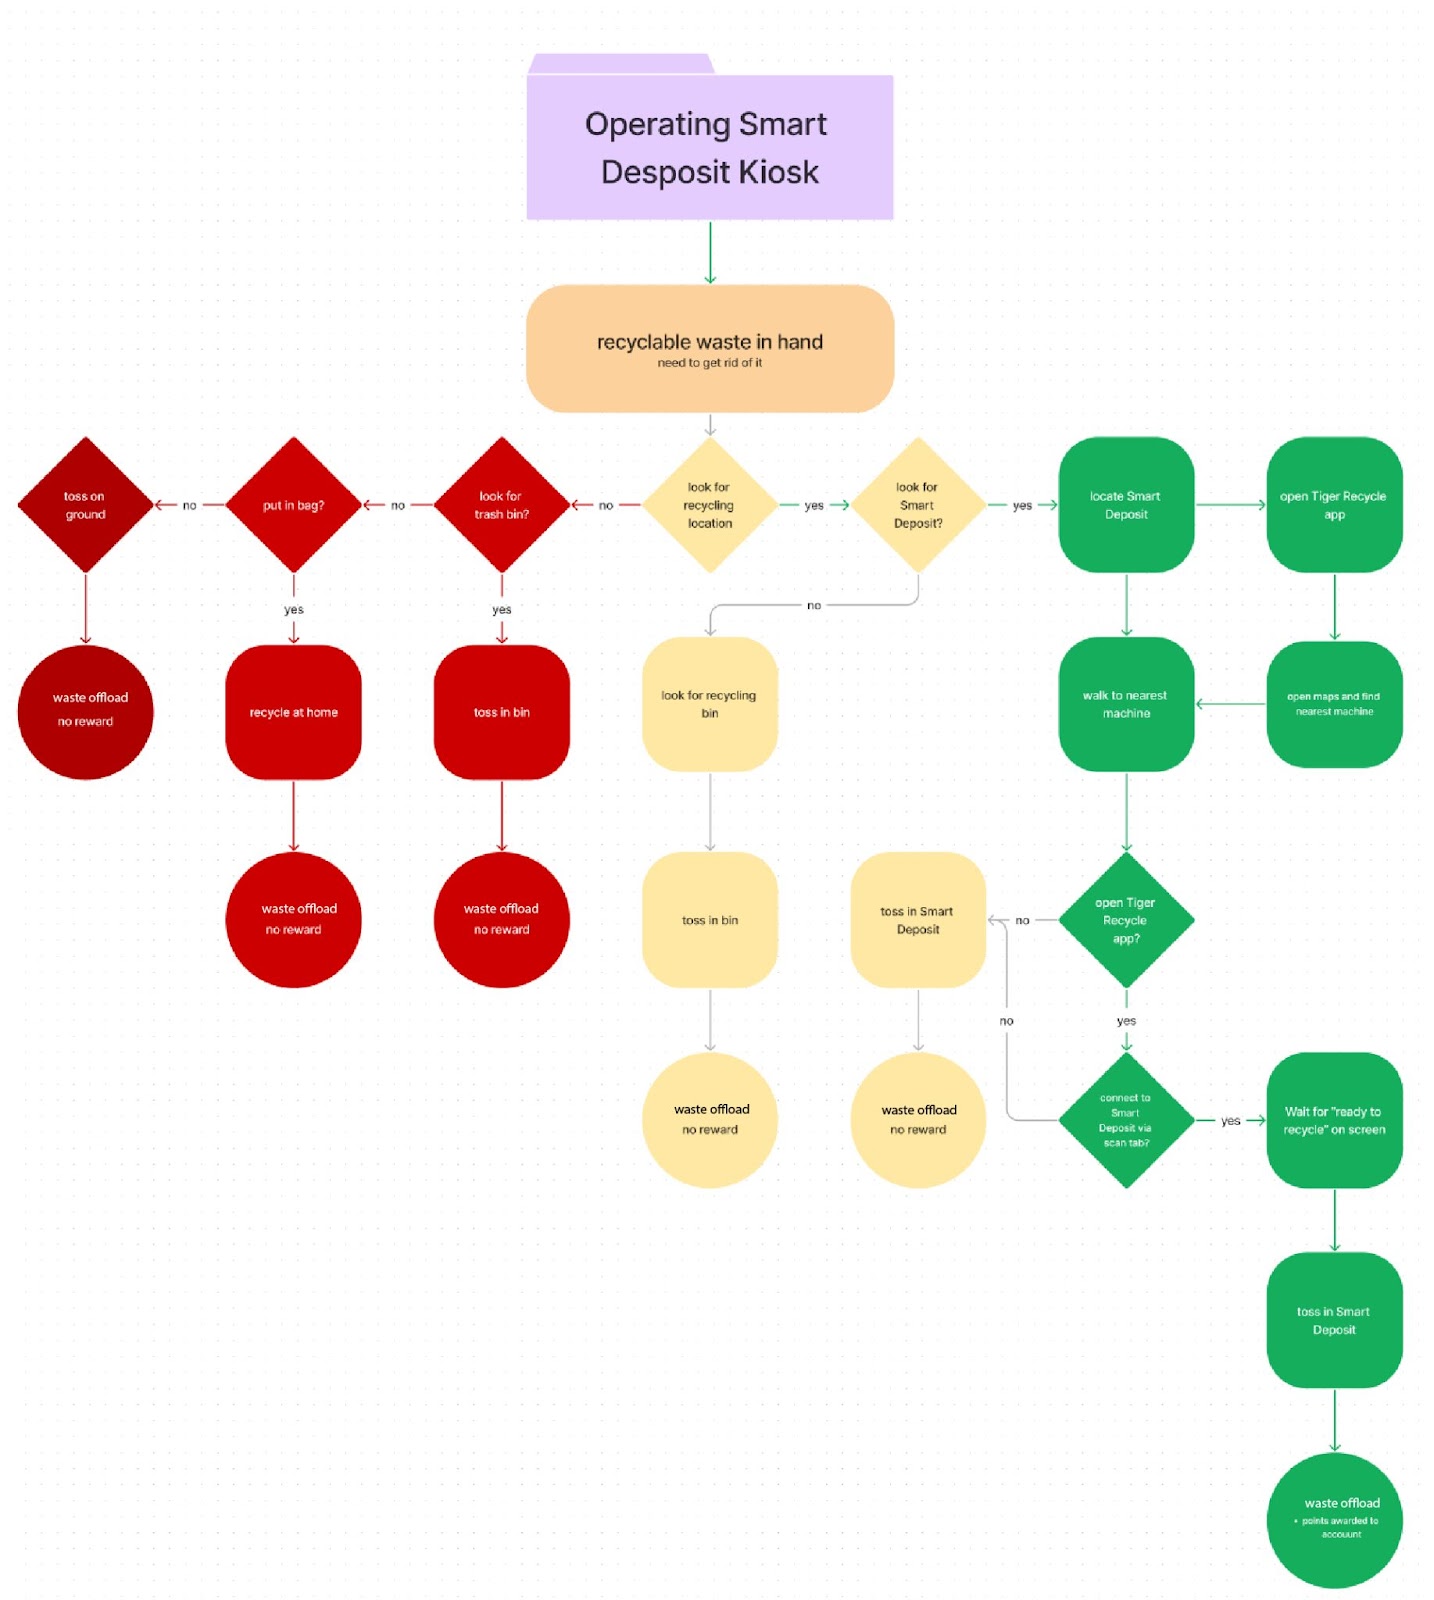 Operating Smart
Desposit Kiosk
recyclable waste in hand
need to get rid of it
toss on
ground
no
put in bag?
no
look for
trash bin?
no
look for
recycling
location
yes
look for
Smart
Deposit?
yes
locate Smart
Deposit
open Tiger Recycle
app
yes
yes
no
waste offload
no reward
recycle at home
toss in bin
look for recycling
bin
walk to nearest
machine
open maps and find
nearest machine
waste offload
no reward
waste offload
no reward
toss in bin
toss in Smart
Deposit
no
open Tiger
Recycle
app?
no
yes
waste offload
no reward
waste offload
no reward
connect to
Smart
Deposit via
scan tab?
yes
Wait for "ready to
recycle" on screen
toss in Smart
Deposit
waste offload
• points awarded to
accouunt